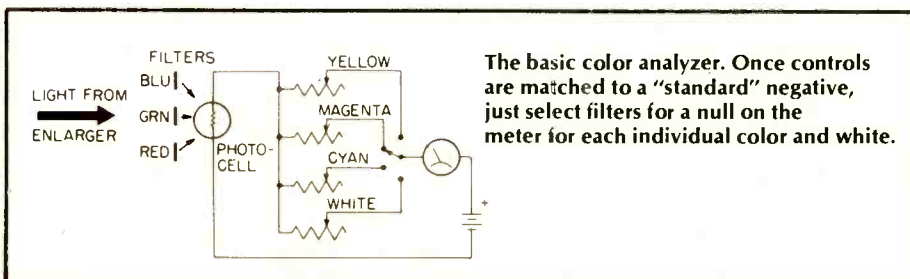 FILTERS
BLU
GRN
RED
LIGHT FROM
ENLARGER
PHOTO-
CELL
YELLOW
MAGENTA
CYAN
WHITE
+
The basic color analyzer. Once controls
are matched to a "standard" negative,
just select filters for a null on the
meter for each individual color and white.